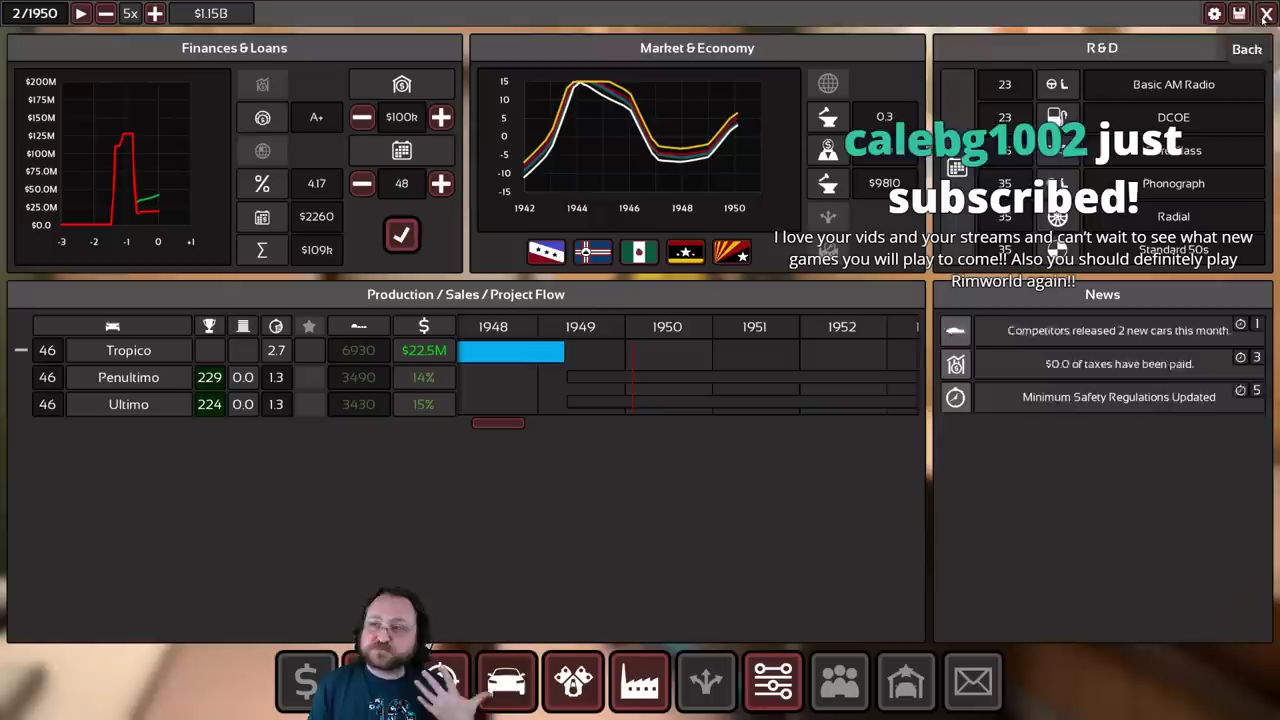 2/1950
5x
$1.15B
Back
Finances & Loans
$200M
$175M
$150M
$125M
$100M
$75M
$50.0M
$25.0M
$0.0
-3 -2 -1 0 +1
A+
$100k
% 4.17
48
$2260
Σ $109k
Market & Economy
15
10
5
0
-5
-10
-15
1942 1944 1946 1948 1950
0.3
$9810
R & D
23 L Basic AM Radio
23 DCOE
35 Phonograph
35 Radial
Standard 50s
calebg1002 just
subscribed!
I love your vids and your streams and can't wait to see what new
games you will play to come!! Also you should definitely play
Rimworld again!!
Production / Sales / Project Flow
$ 1948 1949 1950 1951 1952 1
46 Tropico 2.7 6930 $22.5M
46 Penultimo 229 0.0 1.3 3490 14%
46 Ultimo 224 0.0 1.3 3430 15%
News
Competitors released 2 new cars this month. 1
$0.0 of taxes have been paid. 3
Minimum Safety Regulations Updated 5
$